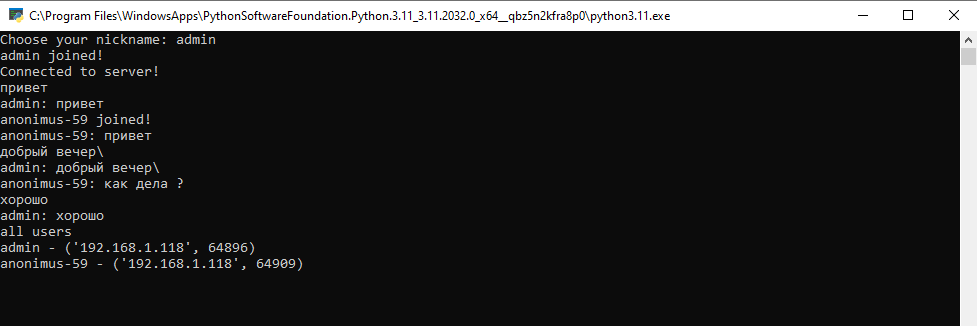 C:\Program Files\WindowsApps\PythonSoftwareFoundation.Python.3.11_3.11.2032.0_x64__qbz5n2kfra8p0\python3.11.exe
Choose your nickname: admin
admin joined!
Connected to server!
привет
admin: привет
anonimus-59 joined!
anonimus-59: привет
добрый вечер\
admin: добрый вечер\
anonimus-59: как дела ?
хорошо
admin: хорошо
all users
admin - ('192.168.1.118', 64896)
anonimus-59 - ('192.168.1.118', 64909)